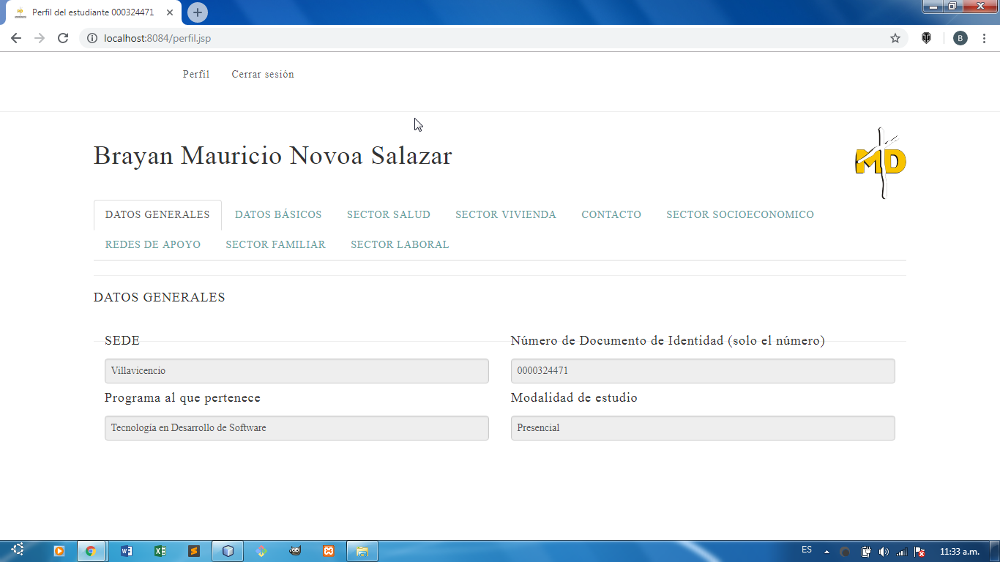 Perfil del estudiante 000324471
localhost:8084/perfil.jsp
B
Perfil Cerrar sesión
Brayan Mauricio Novoa Salazar
MD
DATOS GENERALES DATOS BÁSICOS SECTOR SALUD SECTOR VIVIENDA CONTACTO SECTOR SOCIOECONOMICO
REDES DE APOYO SECTOR FAMILIAR SECTOR LABORAL
DATOS GENERALES
SEDE Número de Documento de Identidad (solo el número)
Villavicencio 0000324471
Programa al que pertenece Modalidad de estudio
Tecnología en Desarrollo de Software Presencial
ES 11:33 a.m.